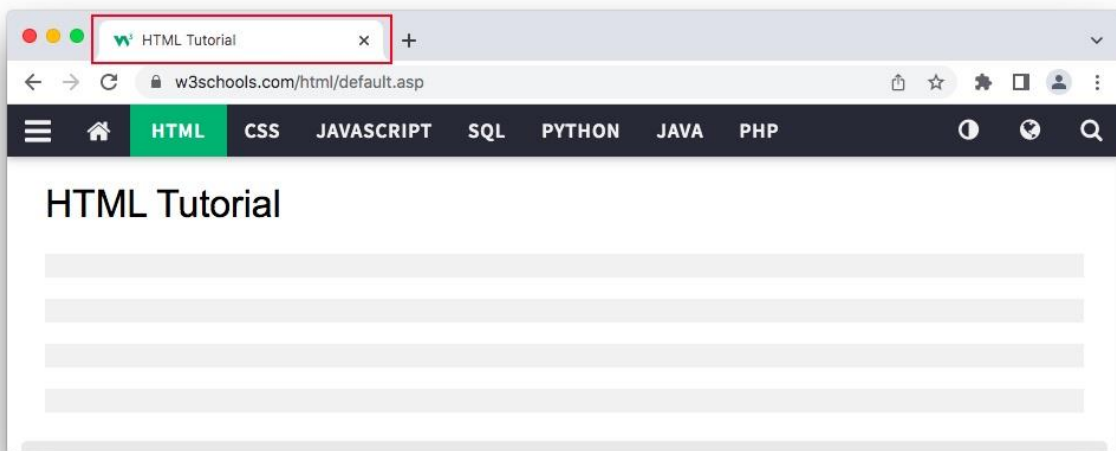 HTML Tutorial
w3schools.com/html/default.asp
HTML CSS JAVASCRIPT SQL PYTHON JAVA PHP
HTML Tutorial